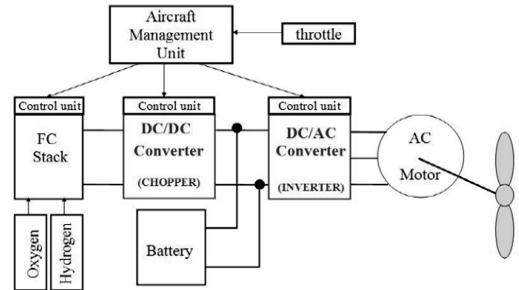 Aircraft
Management
Unit
throttle
Control unit
Control unit
Control unit
FC
Stack
DC/DC
Converter
(CHOPPER)
DC/AC
Converter
(INVERTER)
AC
Motor
Oxygen
Hydrogen
Battery